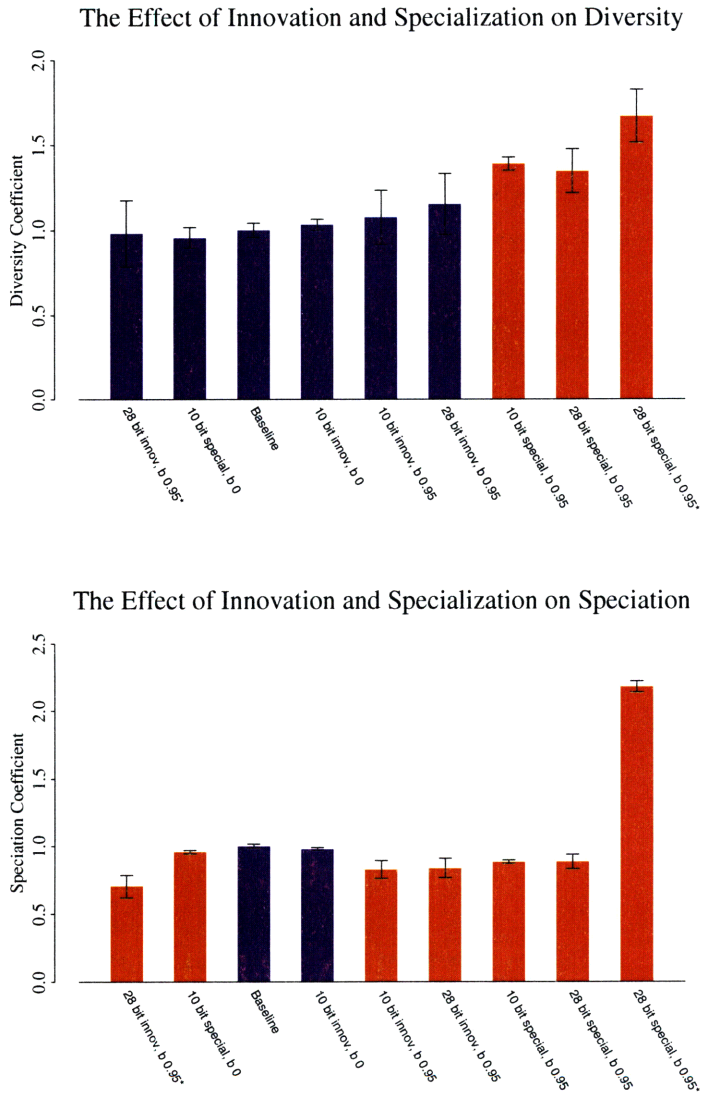 The Effect of Innovation and Specialization on Diversity
Diversity Coefficient
2.0
1.5
1.0
0.5
0.0
28 bit innov, b 0.95*
10 bit special, b 0
Baseline
10 bit innov, b 0
10 bit innov, b 0.95
28 bit innov, b 0.95
10 bit special, b 0.95
28 bit special, b 0.95
28 bit special, b 0.95*
The Effect of Innovation and Specialization on Speciation
Speciation Coefficient
2.5
2.0
1.5
1.0
0.5
0.0
28 bit innov, b 0.95*
10 bit special, b 0
Baseline
10 bit innov, b 0
10 bit innov, b 0.95
28 bit innov, b 0.95
10 bit special, b 0.95
28 bit special, b 0.95
28 bit special, b 0.95*